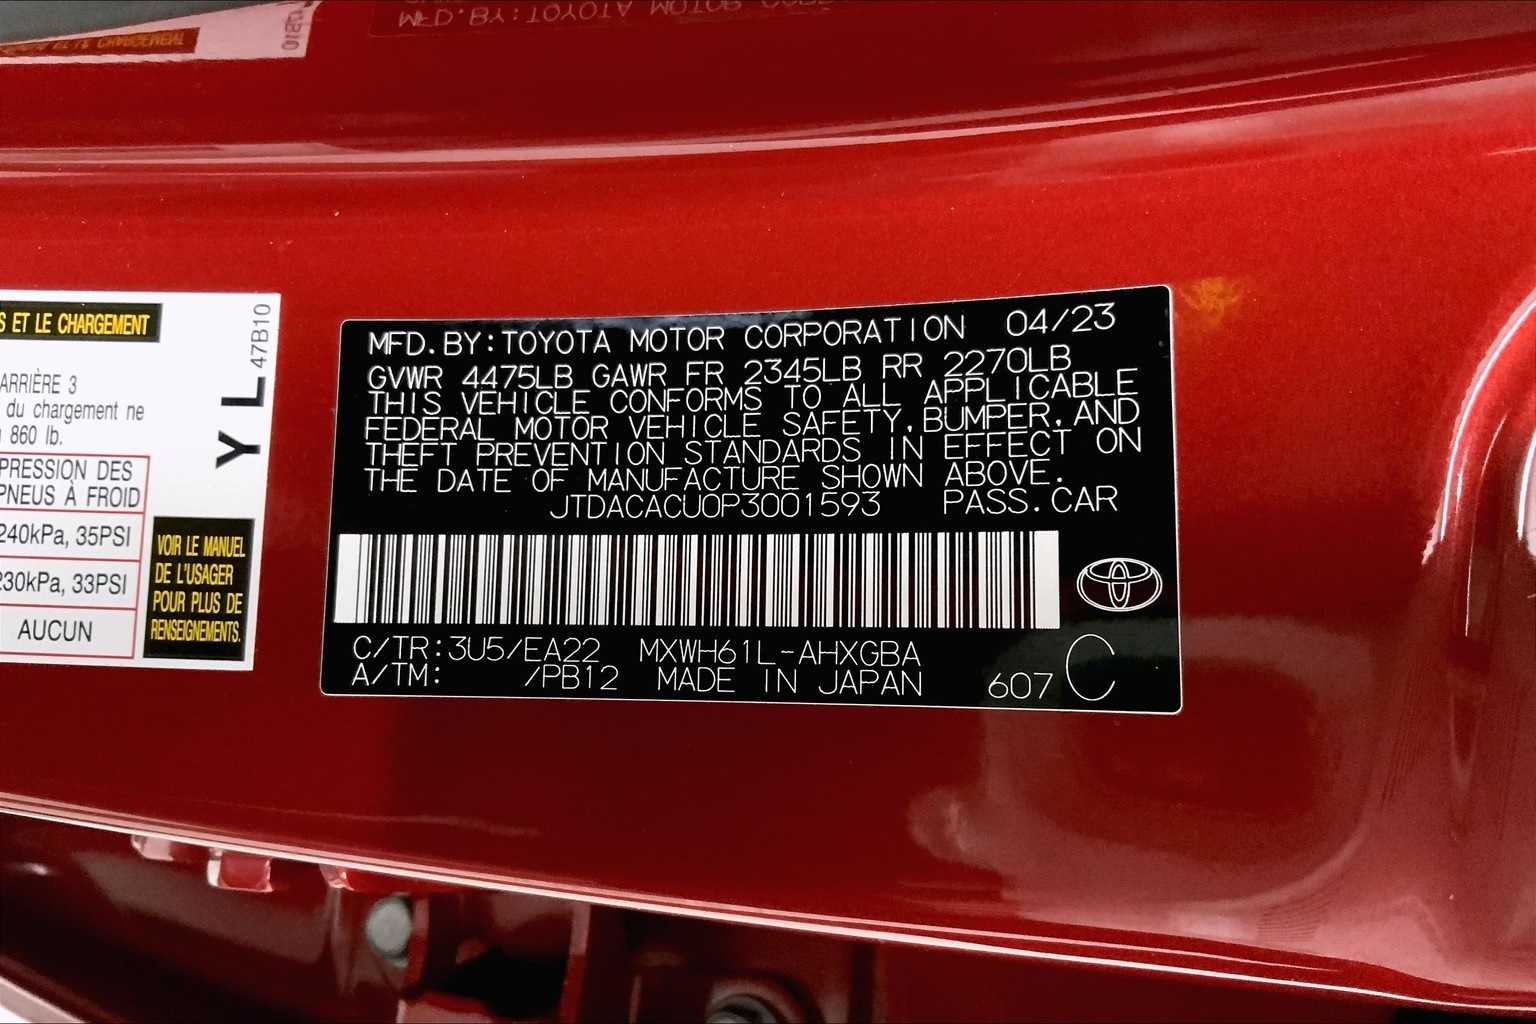 S ET LE CHARGEMENT
47B10
ARRIÈRE 3
du chargement ne
860 lb.
Y L
PRESSION DES
PNEUS À FROID
240kPa, 35PSI
230kPa, 33PSI
AUCUN
VOIR LE MANUEL
DE L'USAGER
POUR PLUS DE
RENSEIGNEMENTS.
MFD.BY:TOYOTA MOTOR CORPORATION 04/23
GVWR 4475LB GAWR FR 2345LB RR 2270LB
THIS VEHICLE CONFORMS TO ALL APPLICABLE
FEDERAL MOTOR VEHICLE SAFETY,BUMPER,AND
THEFT PREVENTION STANDARDS IN EFFECT ON
THE DATE OF MANUFACTURE SHOWN ABOVE.
JTDACACU0P3001593 PASS.CAR
C/TR:3U5/EA22 MXWH61L-AHXGBA
A/TM: /PB12 MADE IN JAPAN 607 C